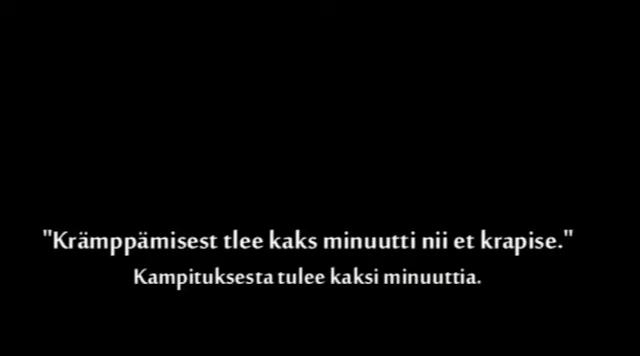 "Krämppämisest tlee kaks minuutti nii et krapise."
Kampituksesta tulee kaksi minuuttia.